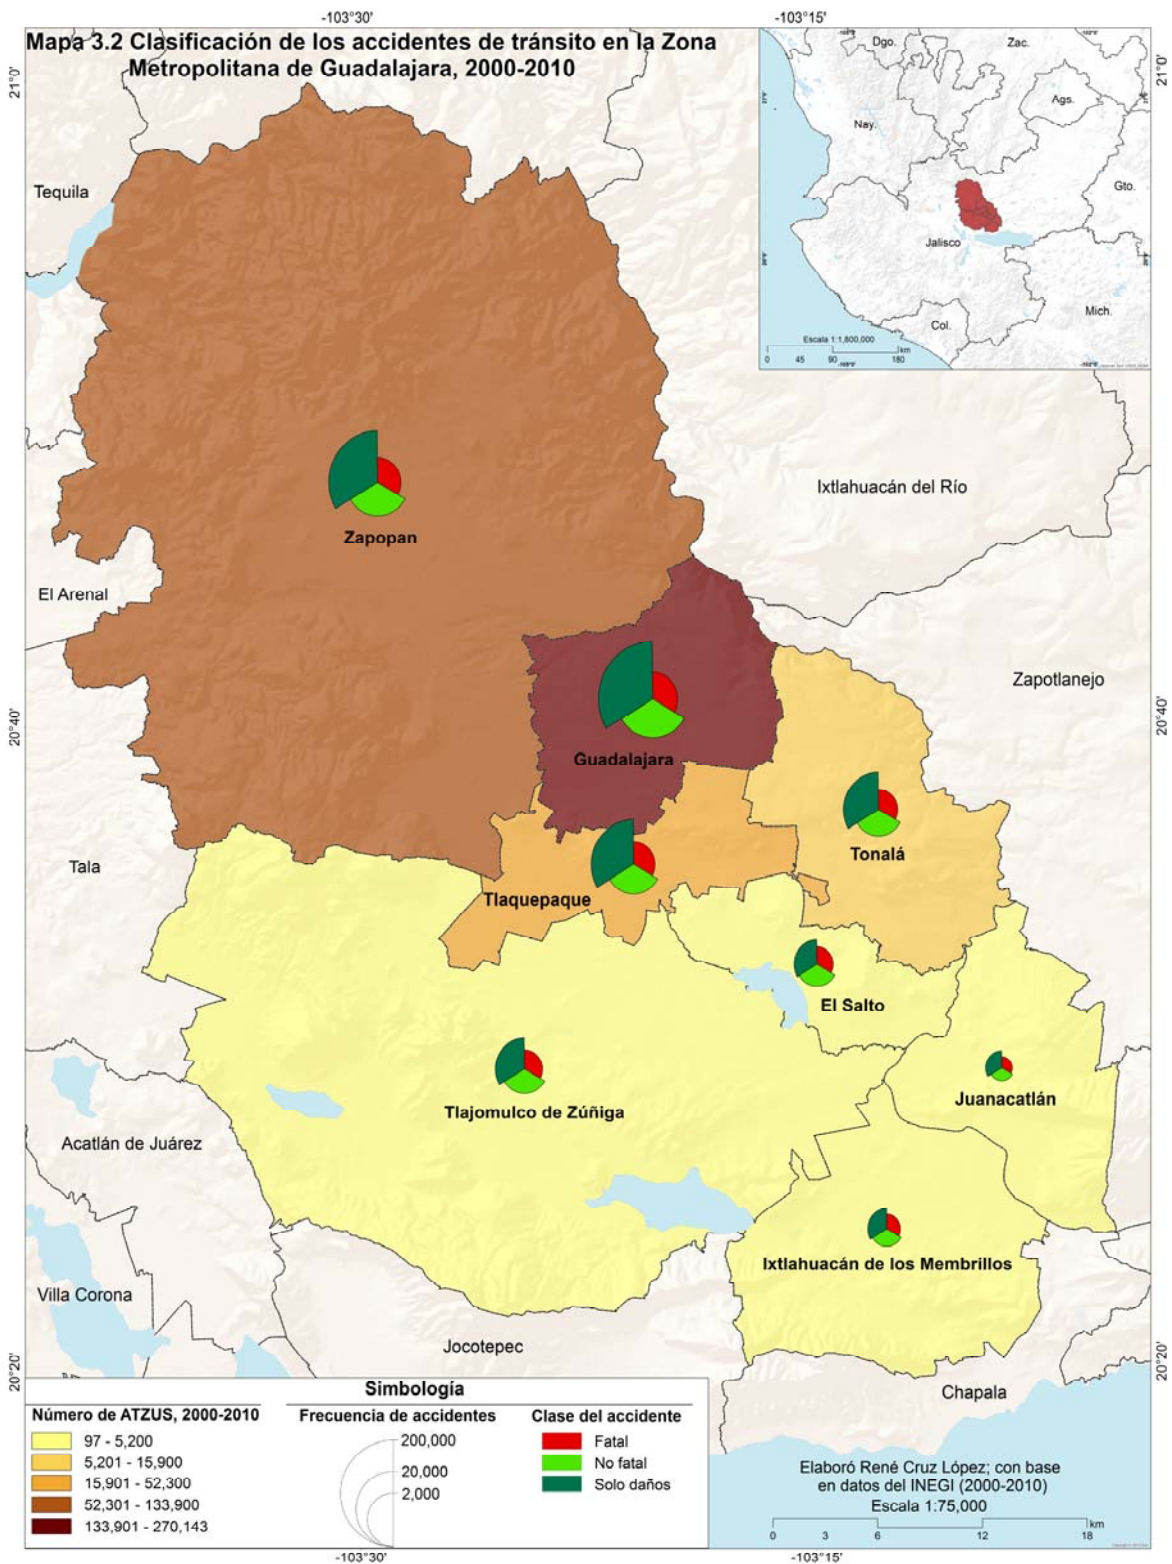 -103°30'
-103°15'
Mapa 3.2 Clasificación de los accidentes de tránsito en la Zona
Metropolitana de Guadalajara, 2000-2010
21°0'
21°0'
Dgo.
Zac.
Ags.
Nay.
Gto.
Jalisco
Mich.
Col.
Escala 1:1,800,000
km
0 45 90 180
Tequila
Ixtlahuacán del Río
Zapopan
El Arenal
Zapotlanejo
20°40'
20°40'
Guadalajara
Tonalá
Tala
Tlaquepaque
El Salto
Juanacatlán
Tlajomulco de Zúñiga
Acatlán de Juárez
Ixtlahuacán de los Membrillos
Villa Corona
Jocotepec
20°20'
20°20'
Chapala
Simbología
Número de ATZUS, 2000-2010
97 - 5,200
5,201 - 15,900
15,901 - 52,300
52,301 - 133,900
133,901 - 270,143
Frecuencia de accidentes
200,000
20,000
2,000
Clase del accidente
Fatal
No fatal
Solo daños
Elaboró René Cruz López; con base
en datos del INEGI (2000-2010)
Escala 1:75,000
km
0 3 6 12 18
-103°30'
-103°15'